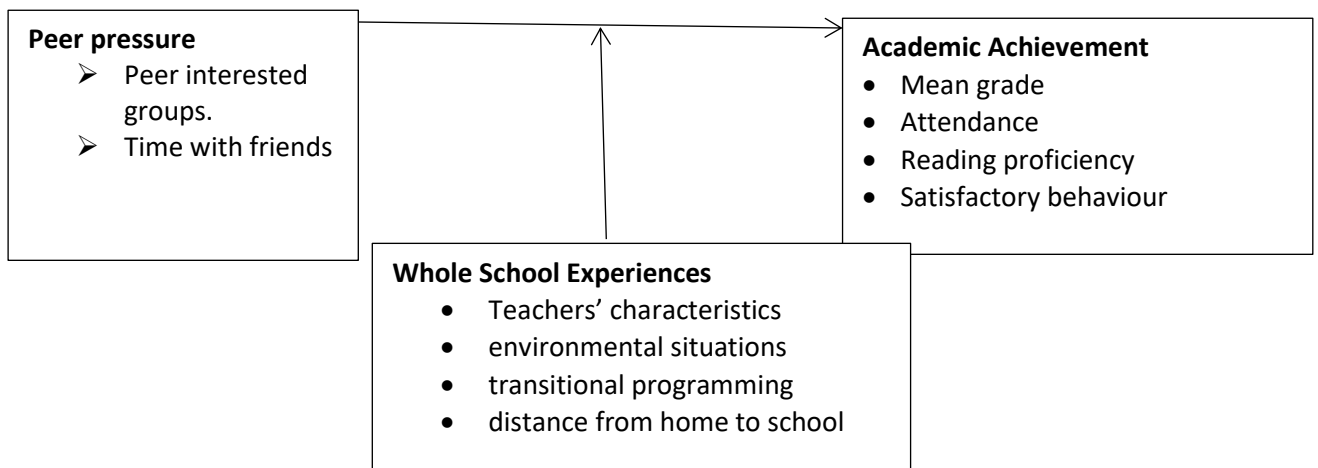 Peer pressure
➢ Peer interested
groups.
➢ Time with friends
Academic Achievement
• Mean grade
• Attendance
• Reading proficiency
• Satisfactory behaviour
Whole School Experiences
• Teachers’ characteristics
• environmental situations
• transitional programming
• distance from home to school